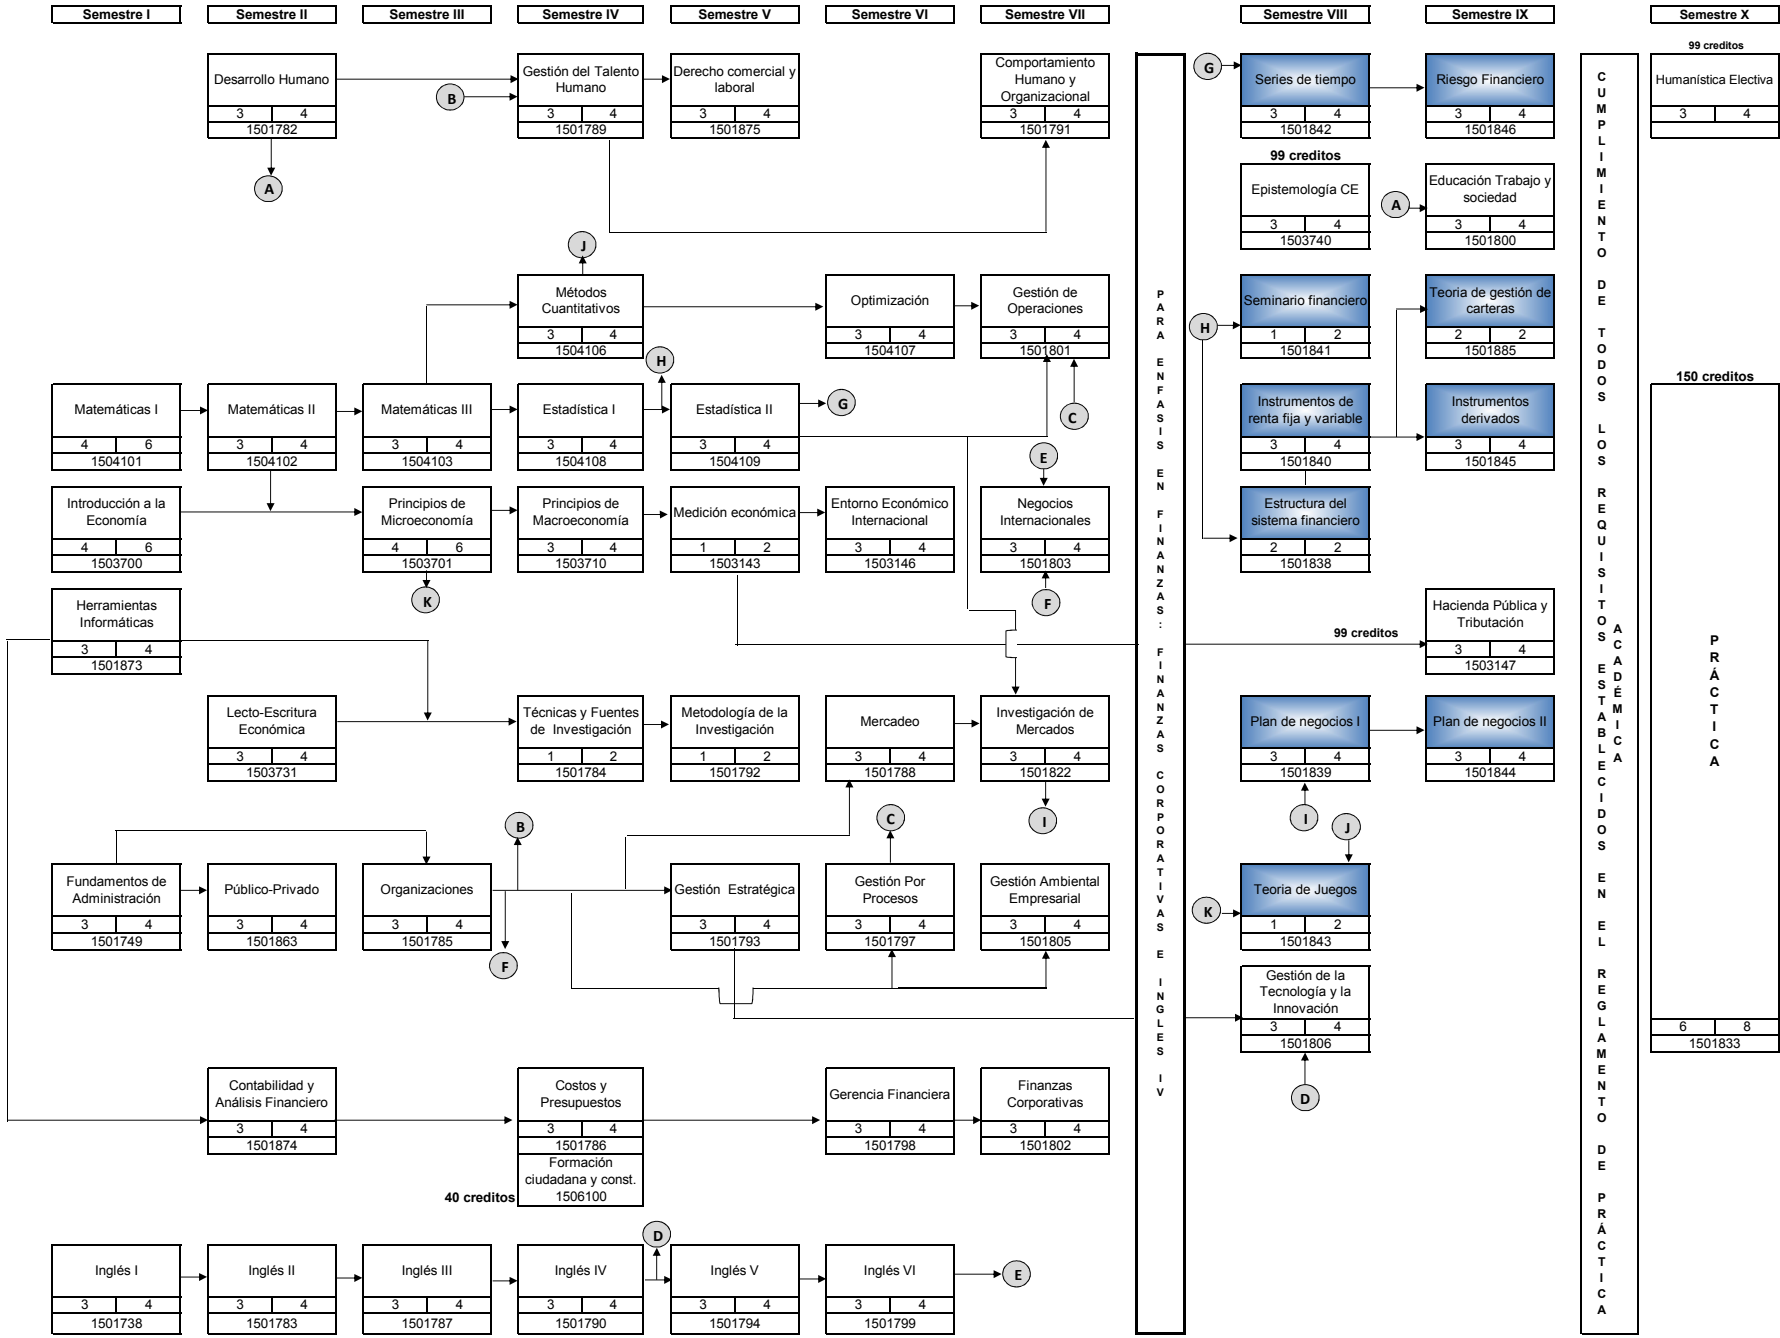 Semestre I
Semestre II
Semestre III
Semestre IV
Semestre V
Semestre VI
Semestre VII
Semestre VIII
Semestre IX
Semestre X
99 creditos
Desarrollo Humano
3 4
1501782
A
B
Gestión del Talento
Humano
3 4
1501789
Derecho comercial y
laboral
3 4
1501875
Comportamiento
Humano y
Organizacional
3 4
1501791
G
Series de tiempo
3 4
1501842
Riesgo Financiero
3 4
1501846
Humanística Electiva
3 4
99 creditos
Epistemología CE
3 4
1503740
A
Educación Trabajo y
sociedad
3 4
1501800
J
Métodos
Cuantitativos
3 4
1504106
Optimización
3 4
1504107
Gestión de
Operaciones
3 4
1501801
H
Seminario financiero
1 2
1501841
Teoria de gestión de
carteras
2 2
1501885
H
Matemáticas I
4 6
1504101
Matemáticas II
3 4
1504102
Matemáticas III
3 4
1504103
Estadística I
3 4
1504108
Estadística II
3 4
1504109
G
C
E
Instrumentos de
renta fija y variable
3 4
1501840
Instrumentos
derivados
3 4
1501845
Introducción a la
Economía
4 6
1503700
Principios de
Microeconomía
4 6
1503701
K
Principios de
Macroeconomía
3 4
1503710
Medición económica
1 2
1503143
Entorno Económico
Internacional
3 4
1503146
Negocios
Internacionales
3 4
1501803
F
Estructura del
sistema financiero
2 2
1501838
Herramientas
Informáticas
3 4
1501873
99 creditos
Hacienda Pública y
Tributación
3 4
1503147
Lecto-Escritura
Económica
3 4
1503731
Técnicas y Fuentes
de Investigación
1 2
1501784
Metodología de la
Investigación
1 2
1501792
Mercadeo
3 4
1501788
Investigación de
Mercados
3 4
1501822
I
Plan de negocios I
3 4
1501839
I
Plan de negocios II
3 4
1501844
B
C
J
Fundamentos de
Administración
3 4
1501749
Público-Privado
3 4
1501863
Organizaciones
3 4
1501785
F
Gestión Estratégica
3 4
1501793
Gestión Por
Procesos
3 4
1501797
Gestión Ambiental
Empresarial
3 4
1501805
K
Teoria de Juegos
1 2
1501843
Gestión de la
Tecnología y la
Innovación
3 4
1501806
D
Contabilidad y
Análisis Financiero
3 4
1501874
Costos y
Presupuestos
3 4
1501786
Formación
ciudadana y const.
1506100
40 creditos
Gerencia Financiera
3 4
1501798
Finanzas
Corporativas
3 4
1501802
Inglés I
3 4
1501738
Inglés II
3 4
1501783
Inglés III
3 4
1501787
Inglés IV
3 4
1501790
D
Inglés V
3 4
1501794
Inglés VI
3 4
1501799
E
PARA ENFASIS EN FINANZAS: FINANZAS CORPORATIVAS E INGLES IV
CUMPLIMIENTO DE TODOS LOS REQUISITOS ESTABLECIDOS EN EL REGLAMENTO DE PRÁCTICA
ACADÉMICA
150 creditos
PRÁCTICA
6 8
1501833